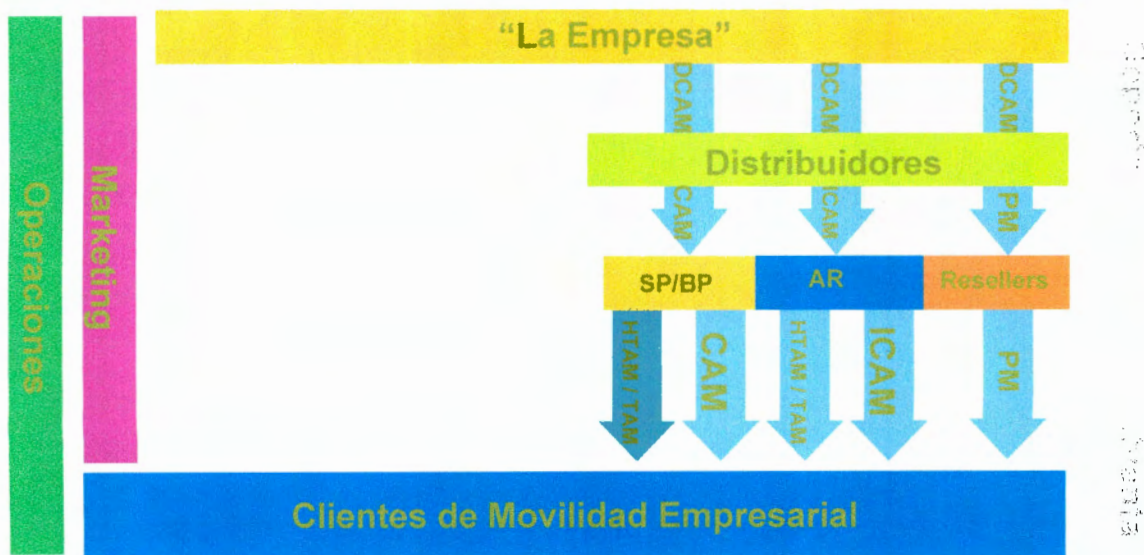 “La Empresa”
DCAM
DCAM
DCAM
Distribuidores
CAM
ICAM
PM
SP/BP
AR
Resellers
HTAM / TAM
CAM
HTAM / TAM
ICAM
PM
Clientes de Movilidad Empresarial
Marketing
Operaciones